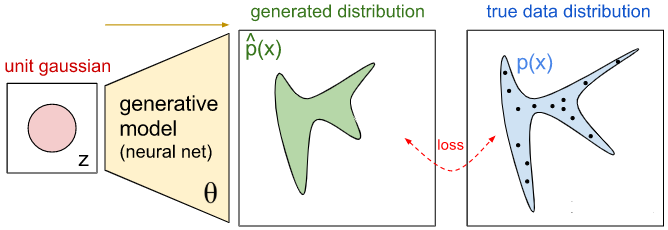 generated distribution
true data distribution
unit gaussian
z
generative
model
(neural net)
θ
p̂(x)
loss
p(x)